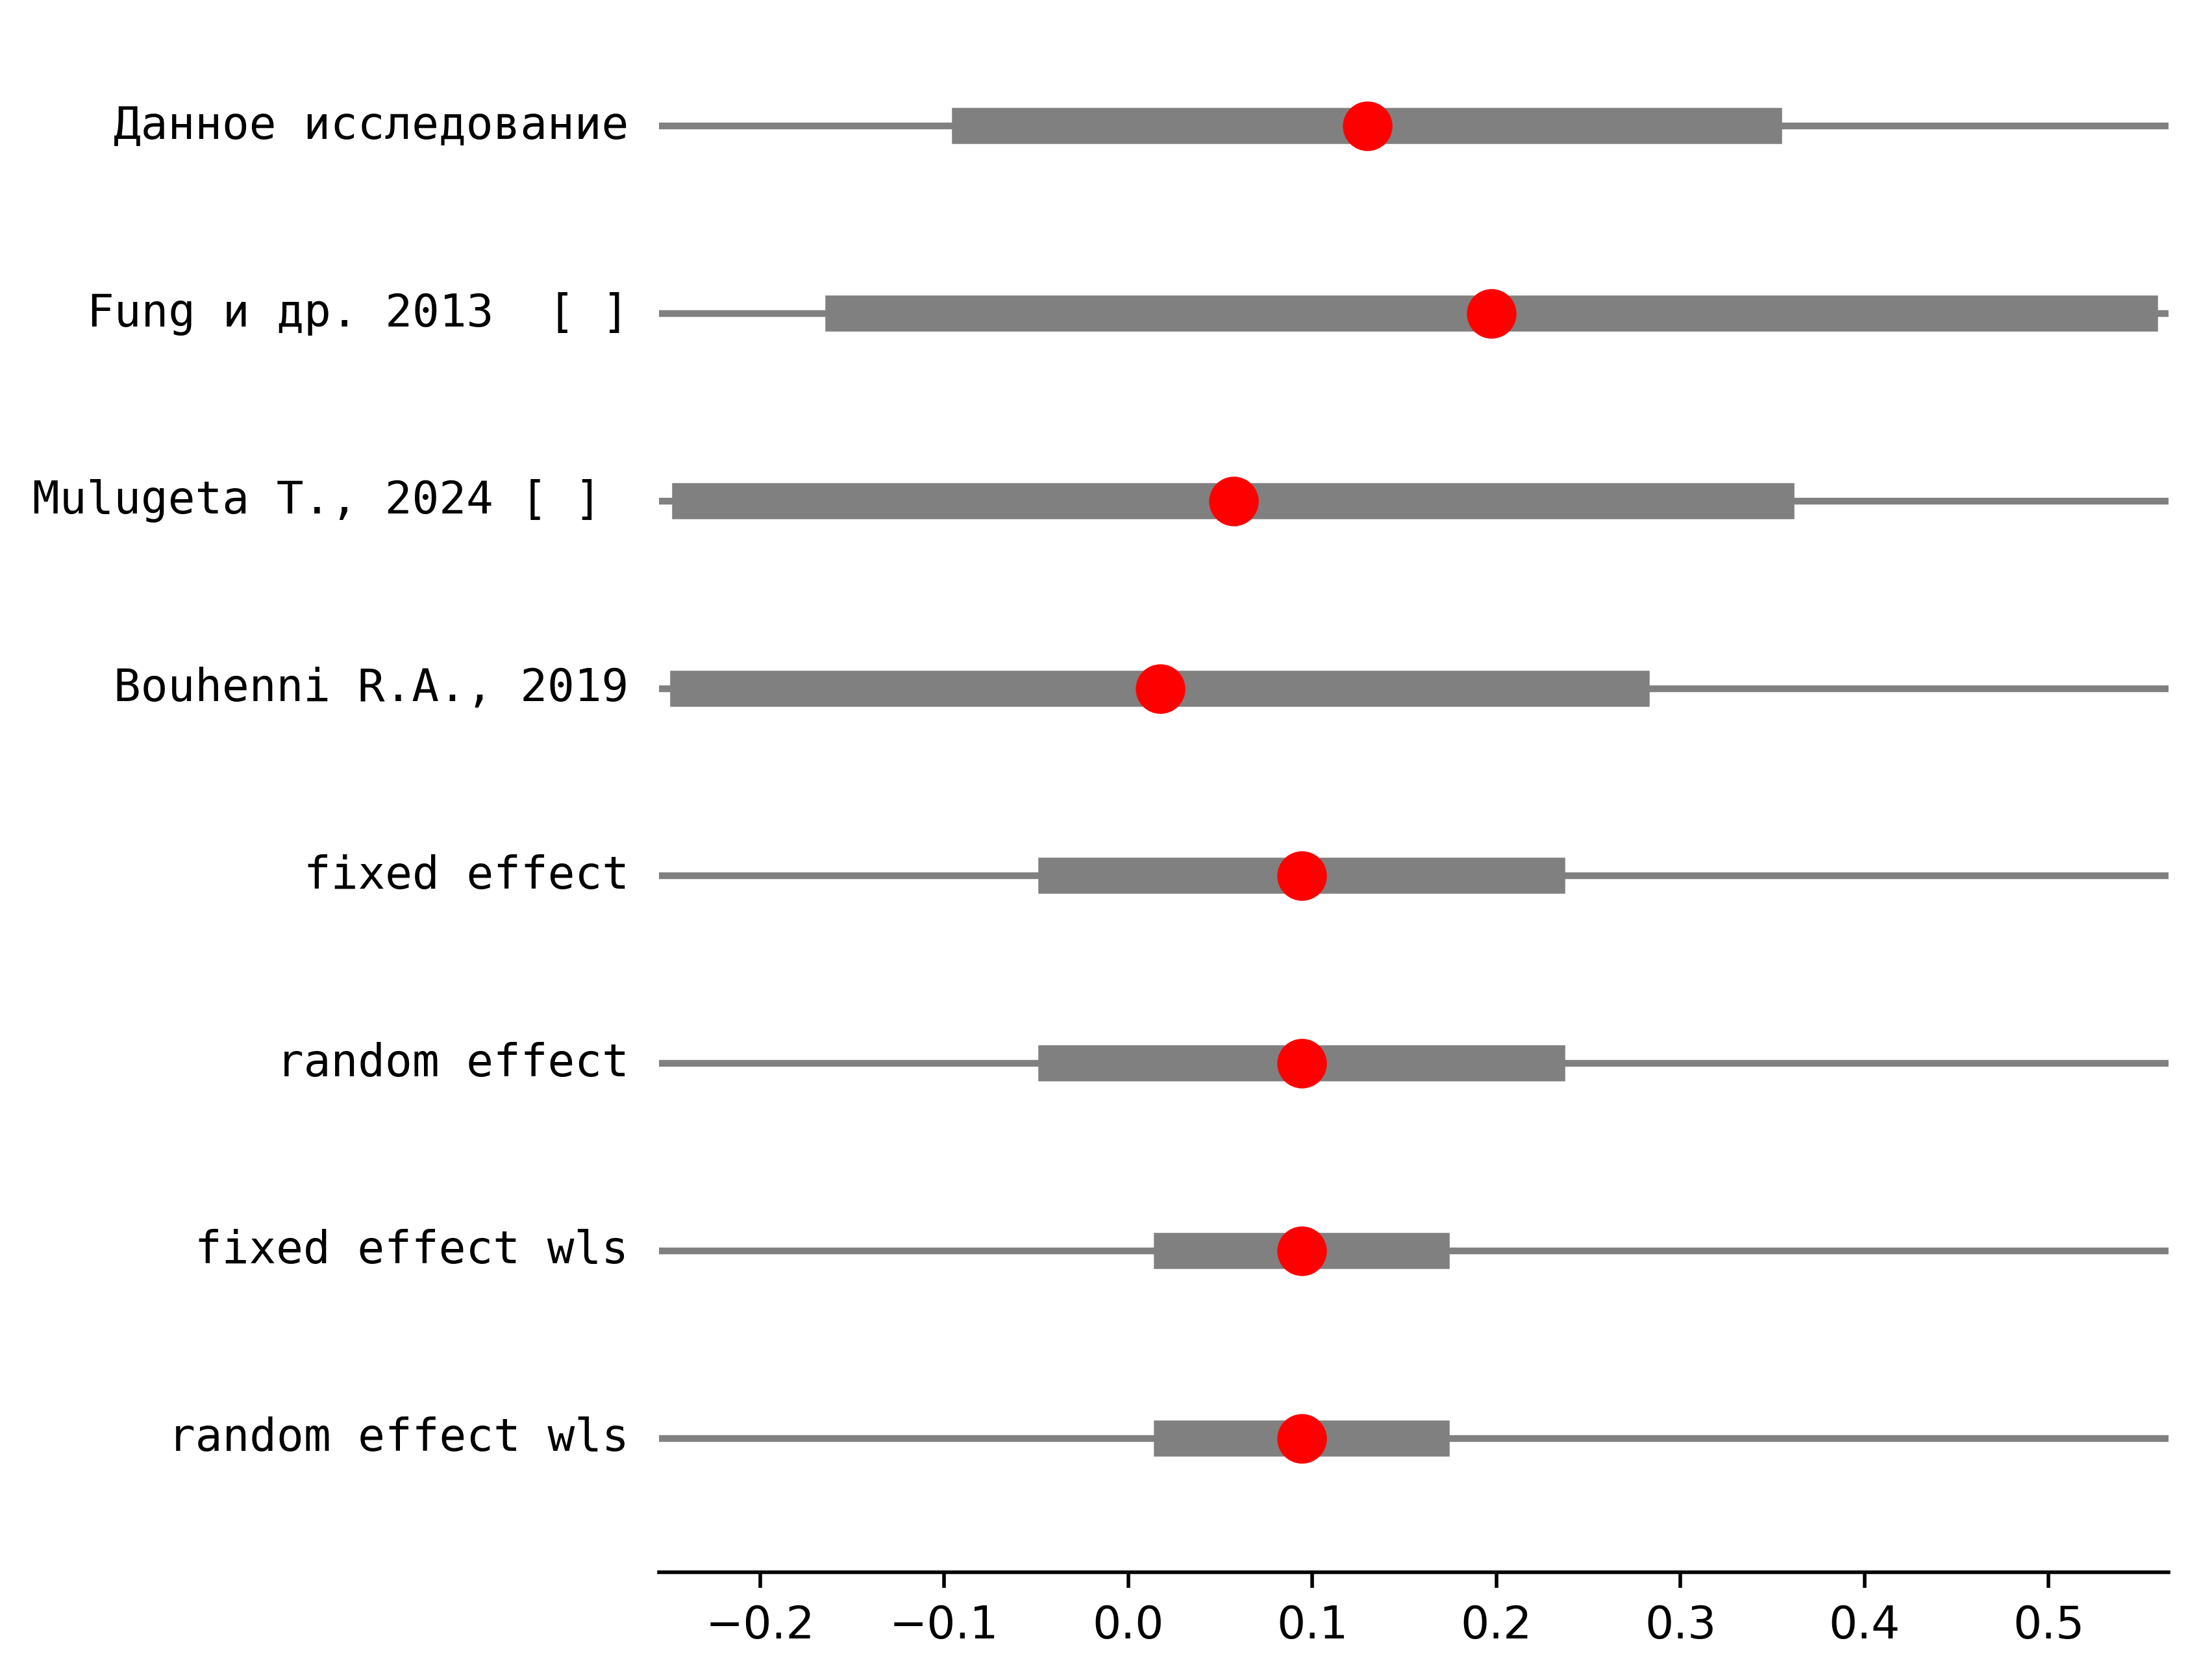 Данное исследование
Fung и др. 2013  [ ]
Mulugeta T., 2024 [ ]
Bouhenni R.A., 2019
fixed effect
random effect
fixed effect wls
random effect wls
−0.2 −0.1 0.0 0.1 0.2 0.3 0.4 0.5